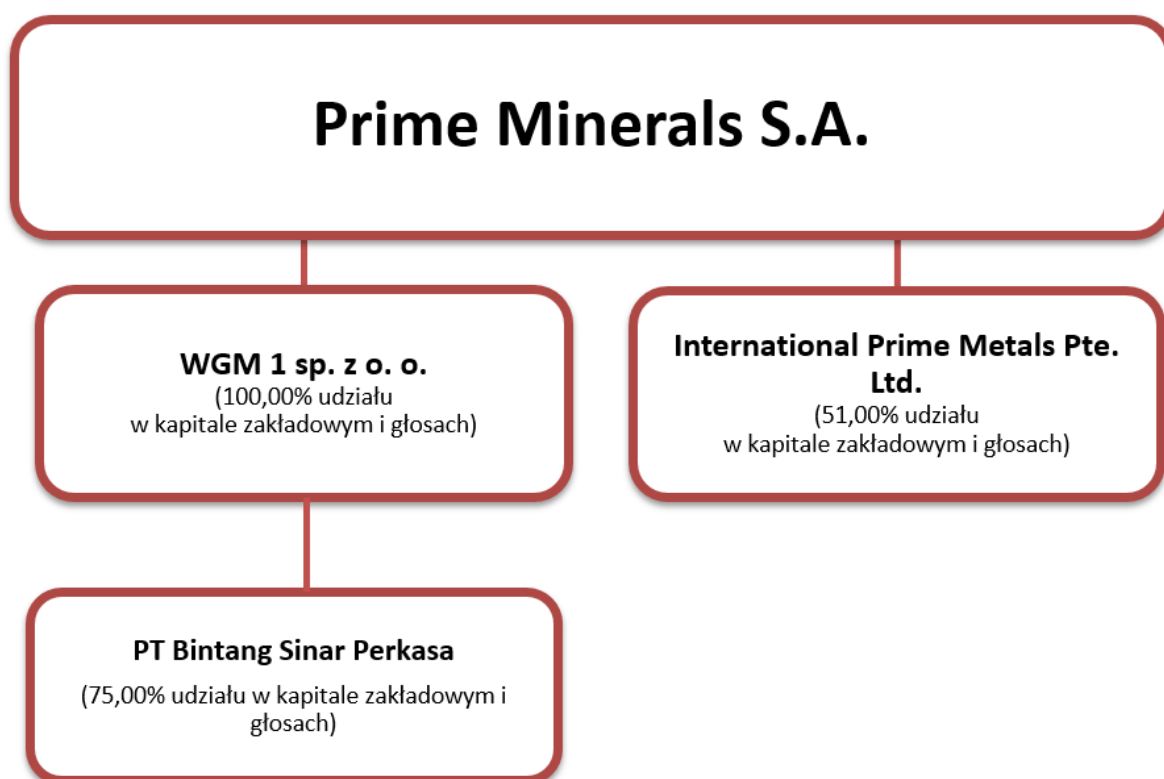 Prime Minerals S.A.
WGM 1 sp. z o. o.
(100,00% udziału
w kapitale zakładowym i głosach)
International Prime Metals Pte.
Ltd.
(51,00% udziału
w kapitale zakładowym i głosach)
PT Bintang Sinar Perkasa
(75,00% udziału w kapitale zakładowym i
głosach)